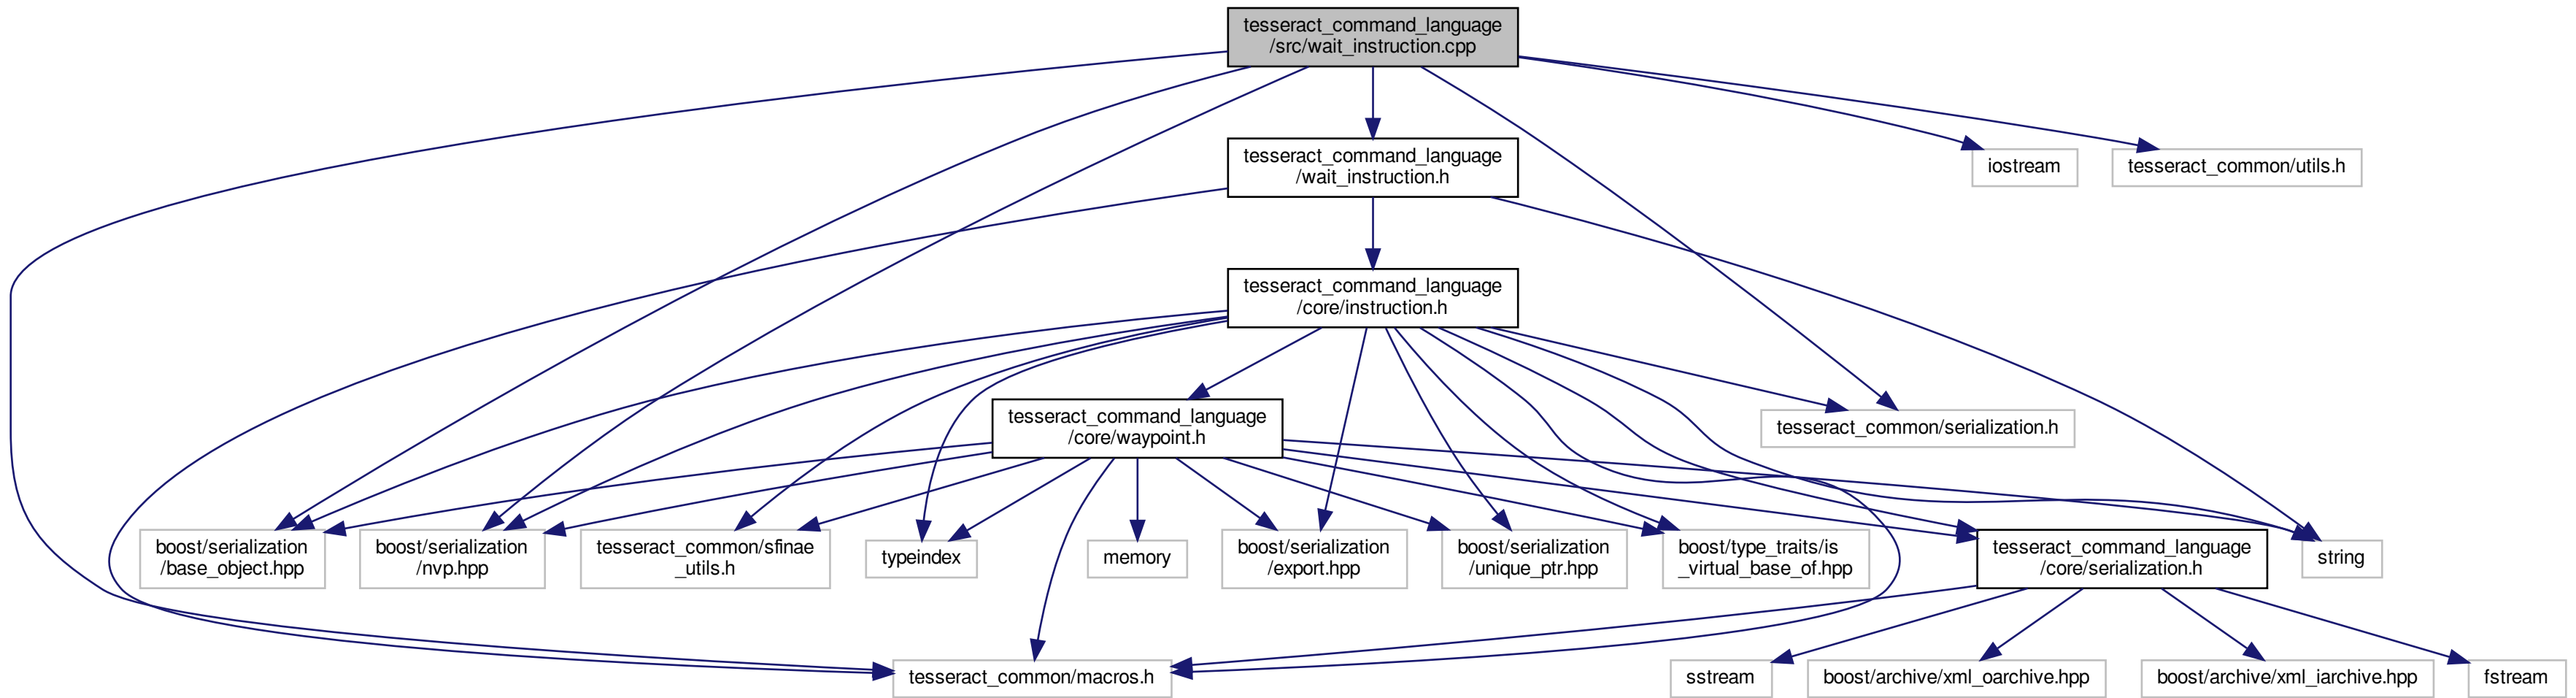 tesseract_command_language
/src/wait_instruction.cpp
tesseract_command_language
/wait_instruction.h
iostream
tesseract_common/utils.h
tesseract_command_language
/core/instruction.h
tesseract_command_language
/core/waypoint.h
tesseract_common/serialization.h
boost/serialization
/base_object.hpp
boost/serialization
/nvp.hpp
tesseract_common/sfinae
_utils.h
typeindex
memory
boost/serialization
/export.hpp
boost/serialization
/unique_ptr.hpp
boost/type_traits/is
_virtual_base_of.hpp
tesseract_command_language
/core/serialization.h
string
tesseract_common/macros.h
sstream
boost/archive/xml_oarchive.hpp
boost/archive/xml_iarchive.hpp
fstream